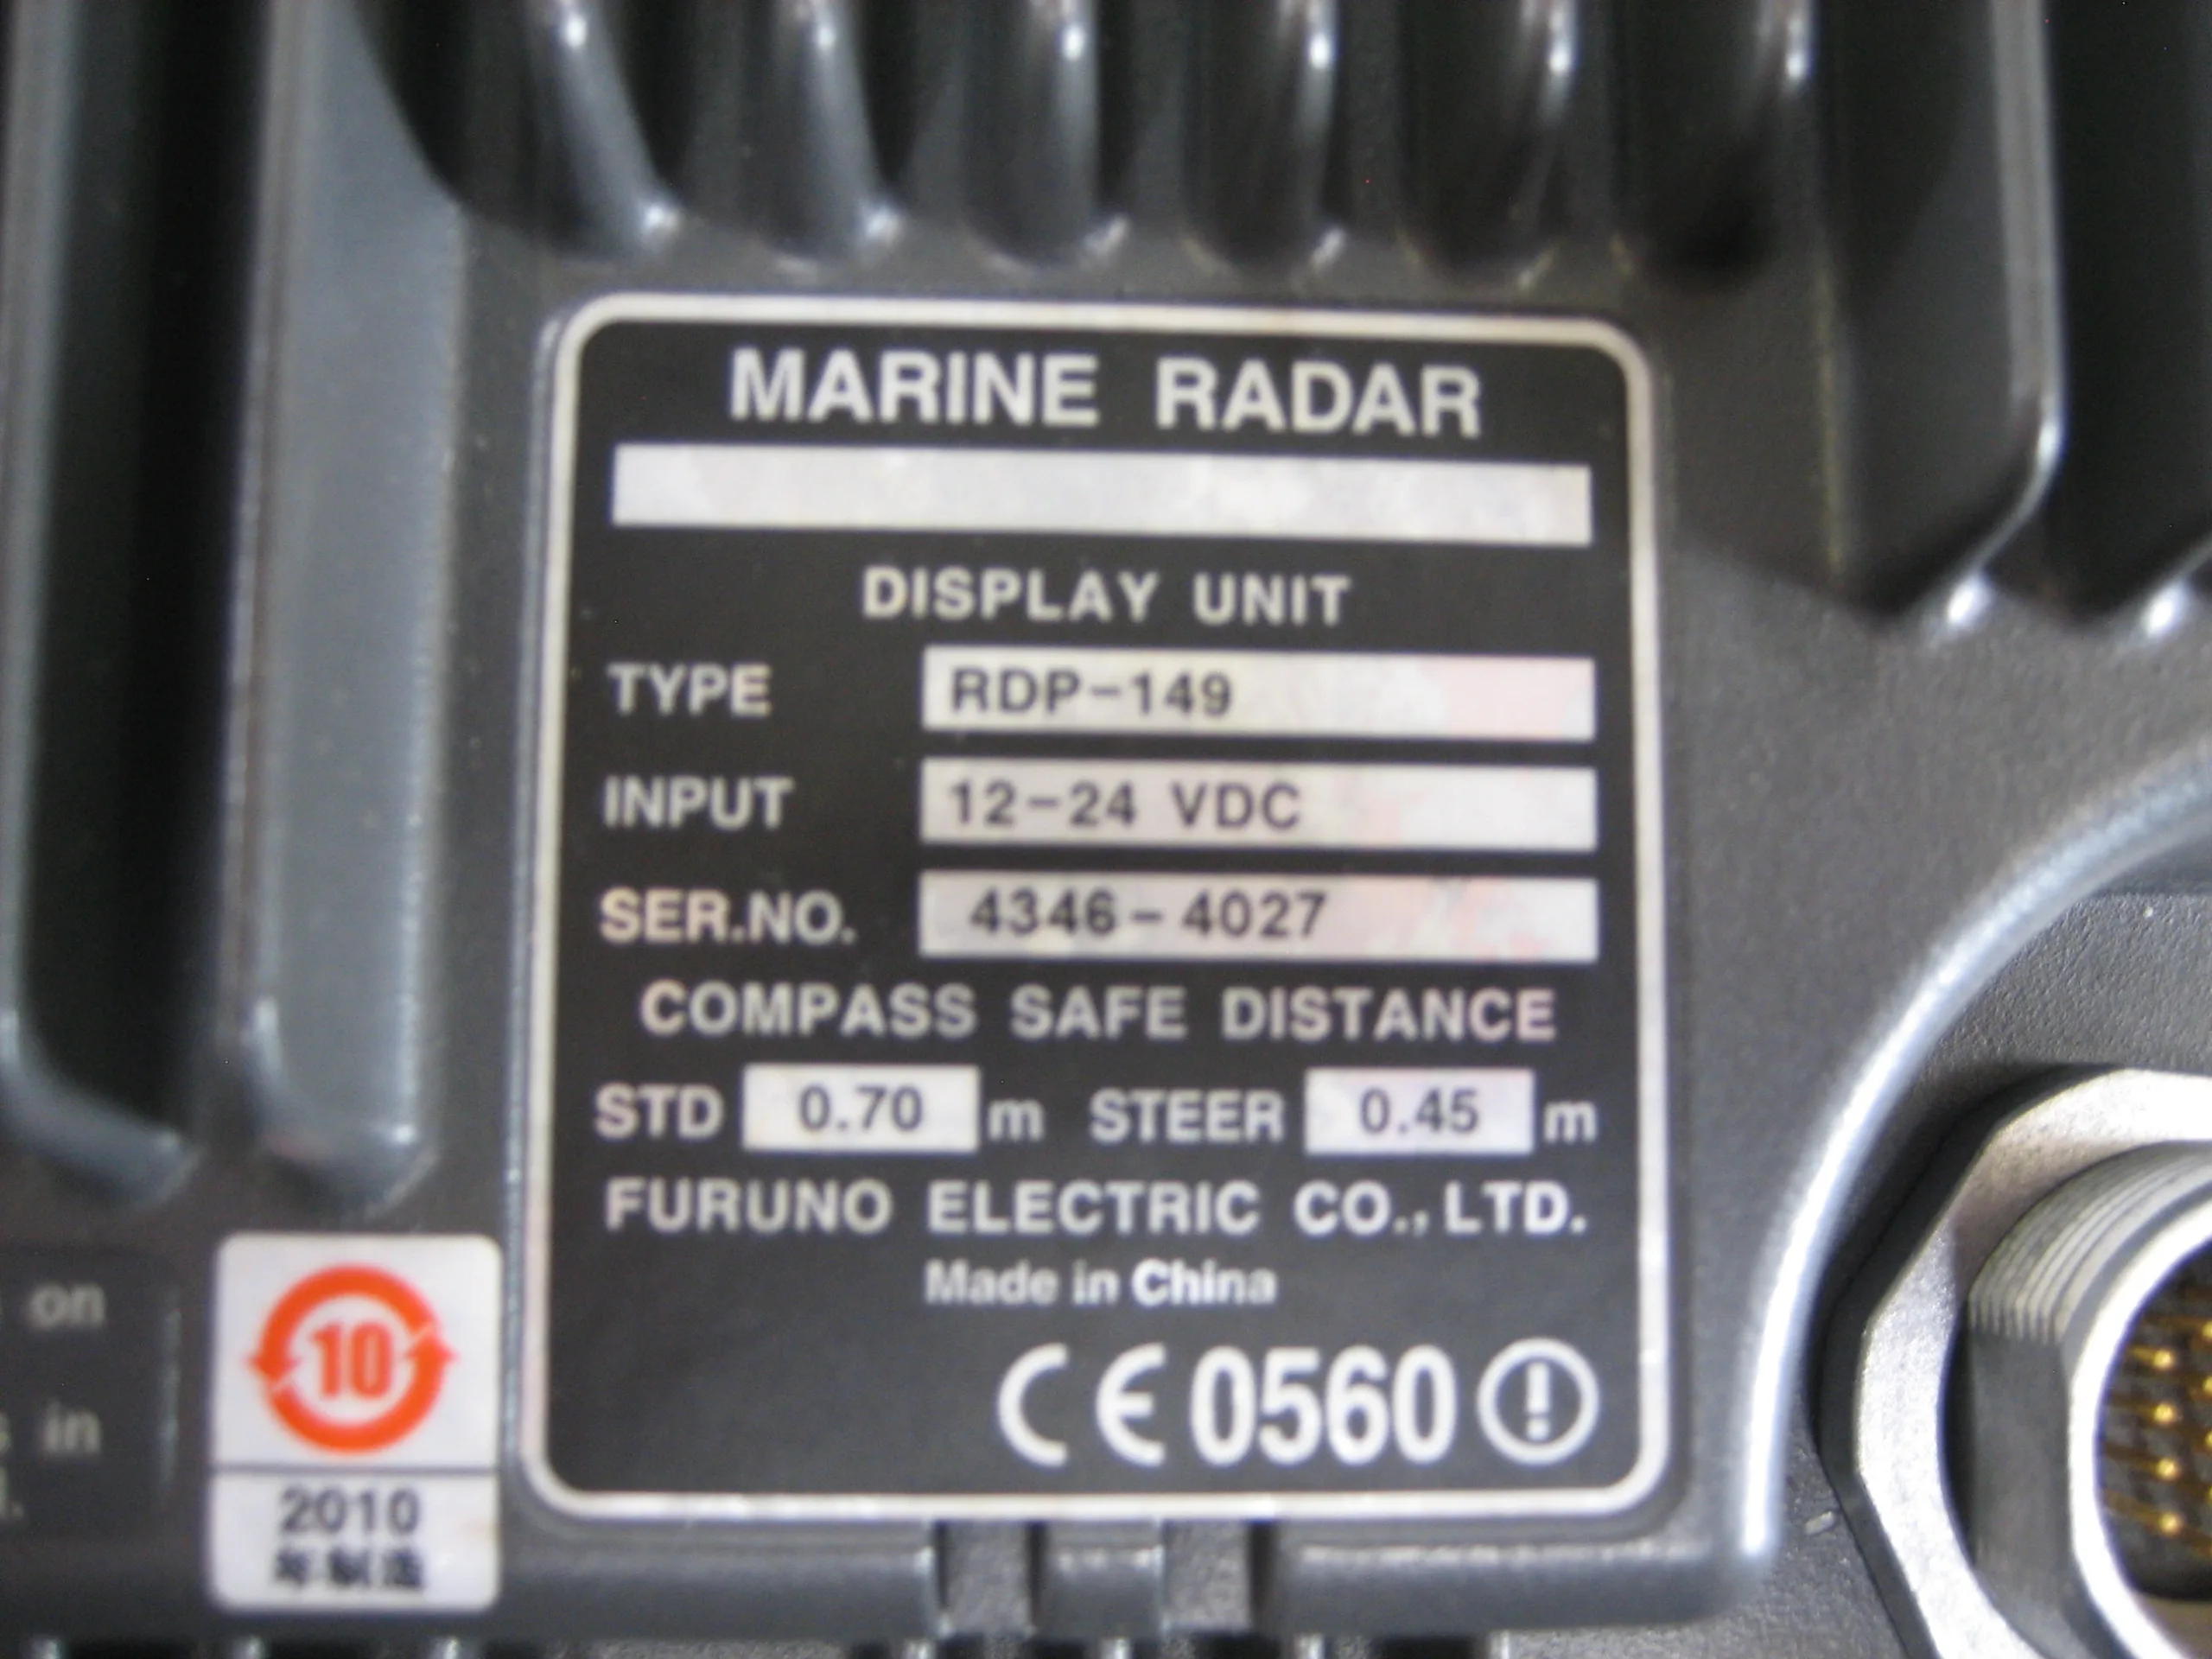 MARINE RADAR
DISPLAY UNIT
TYPE RDP-149
INPUT 12-24 VDC
SER.NO. 4346-4027
COMPASS SAFE DISTANCE
STD 0.70 m STEER 0.45 m
FURUNO ELECTRIC CO., LTD.
Made in China
CE 0560
on
in
10
2010
年制造